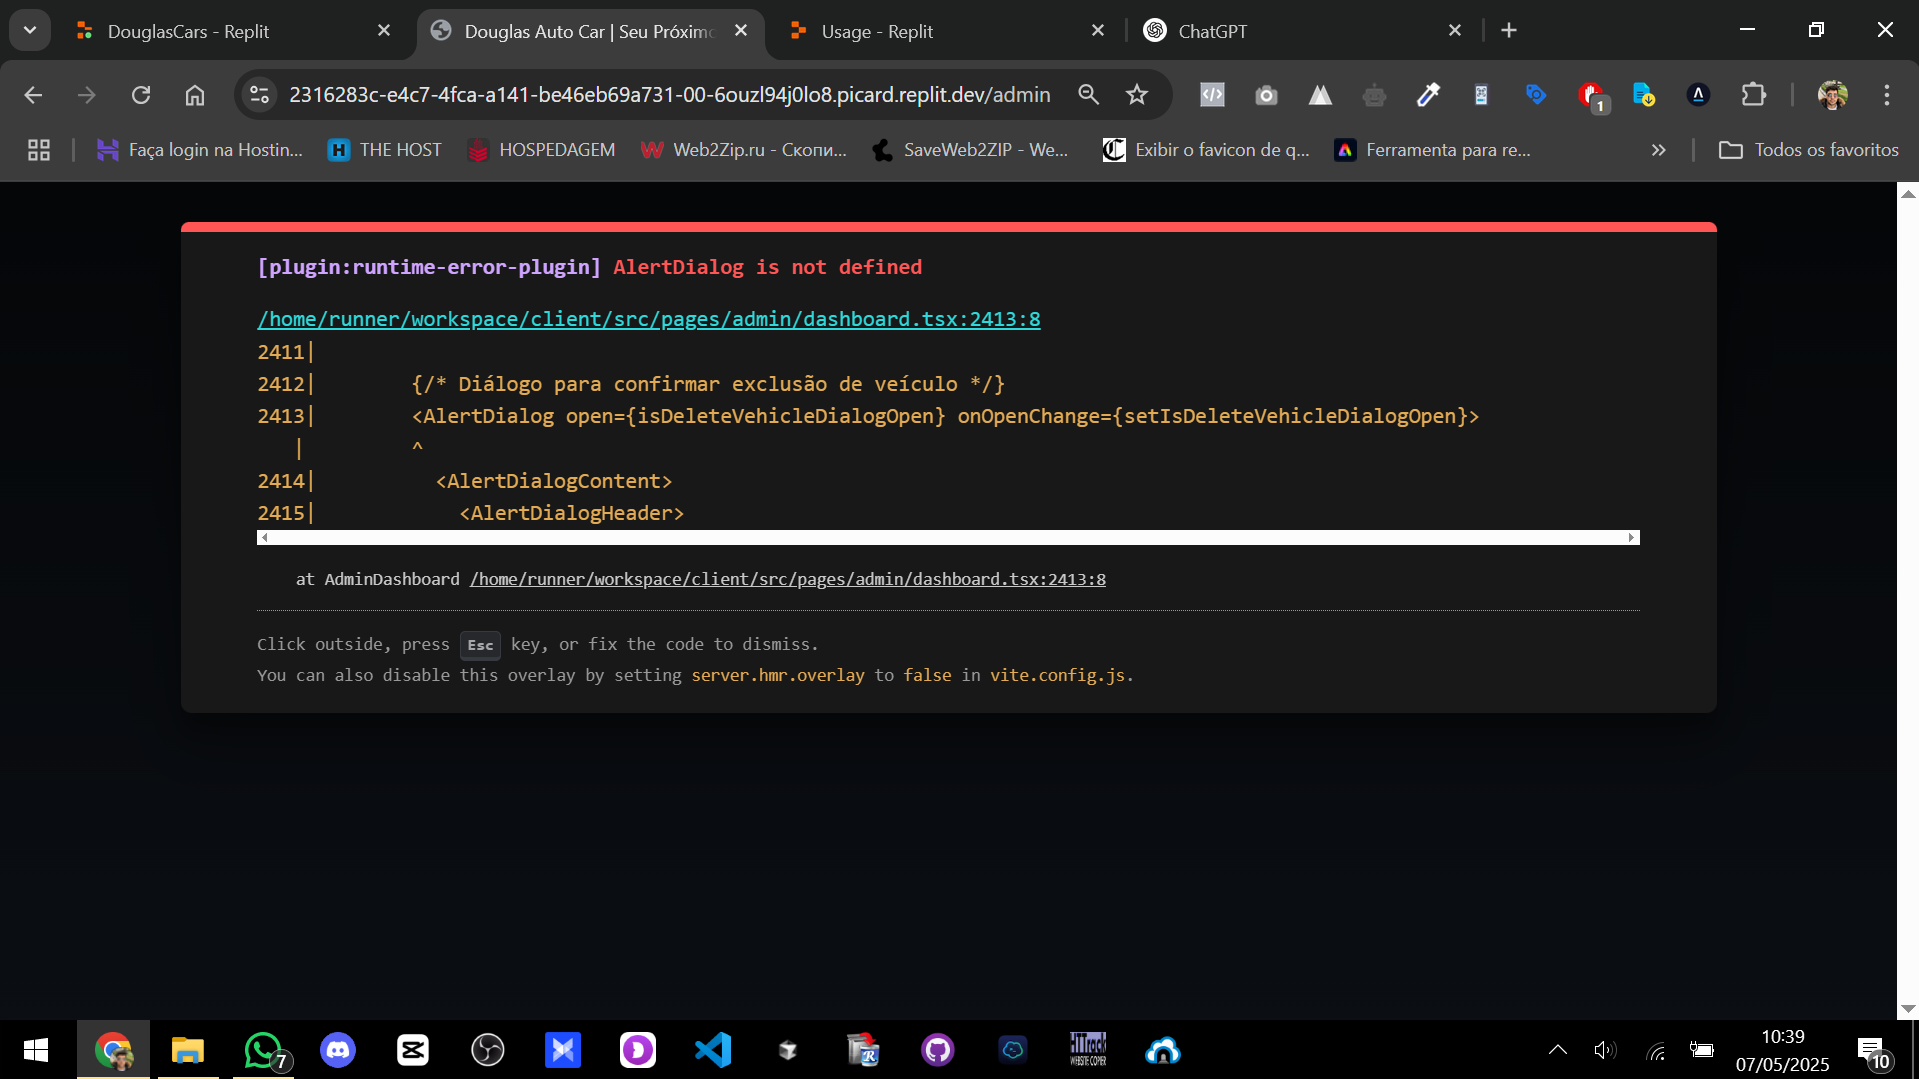 DouglasCars - Replit
Douglas Auto Car | Seu Próximo
Usage - Replit
ChatGPT
2316283c-e4c7-4fca-a141-be46eb69a731-00-6ouzl94j0lo8.picard.replit.dev/admin
1
Faça login na Hostin...
THE HOST
HOSPEDAGEM
Web2Zip.ru - Скопи...
SaveWeb2ZIP - We...
Exibir o favicon de q...
Ferramenta para re...
Todos os favoritos
[plugin:runtime-error-plugin] AlertDialog is not defined
/home/runner/workspace/client/src/pages/admin/dashboard.tsx:2413:8
2411|
2412|        {/* Diálogo para confirmar exclusão de veículo */}
2413|        <AlertDialog open={isDeleteVehicleDialogOpen} onOpenChange={setIsDeleteVehicleDialogOpen}>
|        ^
2414|          <AlertDialogContent>
2415|            <AlertDialogHeader>
at AdminDashboard /home/runner/workspace/client/src/pages/admin/dashboard.tsx:2413:8
Click outside, press Esc key, or fix the code to dismiss.
You can also disable this overlay by setting server.hmr.overlay to false in vite.config.js.
7
HTTrack
WEBSITE COPIER
10:39
07/05/2025
10